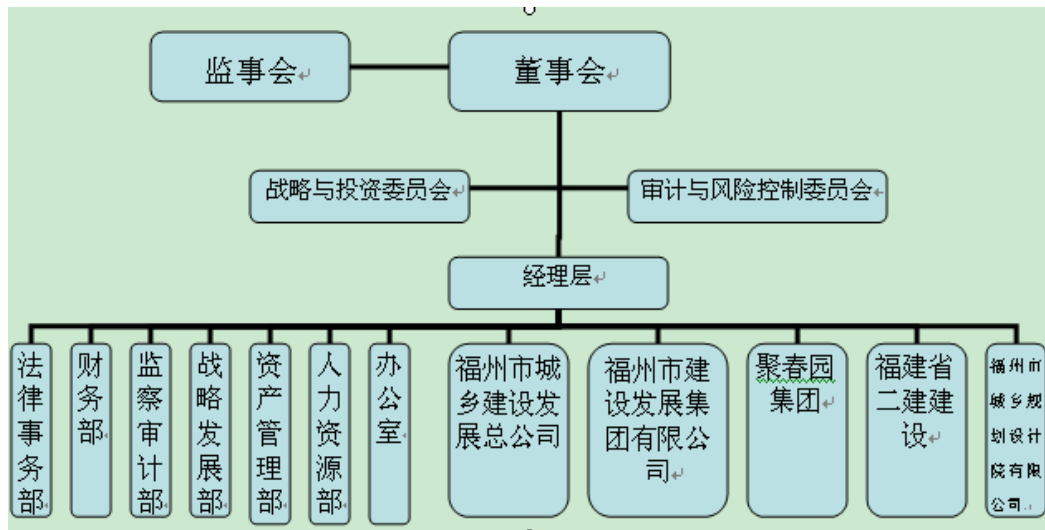 监事会
董事会
战略与投资委员会
审计与风险控制委员会
经理层
法律事务部
财务部
监察审计部
战略发展部
资产管理部
人力资源部
办公室
福州市城
乡建设发
展总公司
福州市建
设发展集
团有限公
司
聚春园
集团
福建省
二建建
设
福州市
城乡规
划设计
院有限
公司